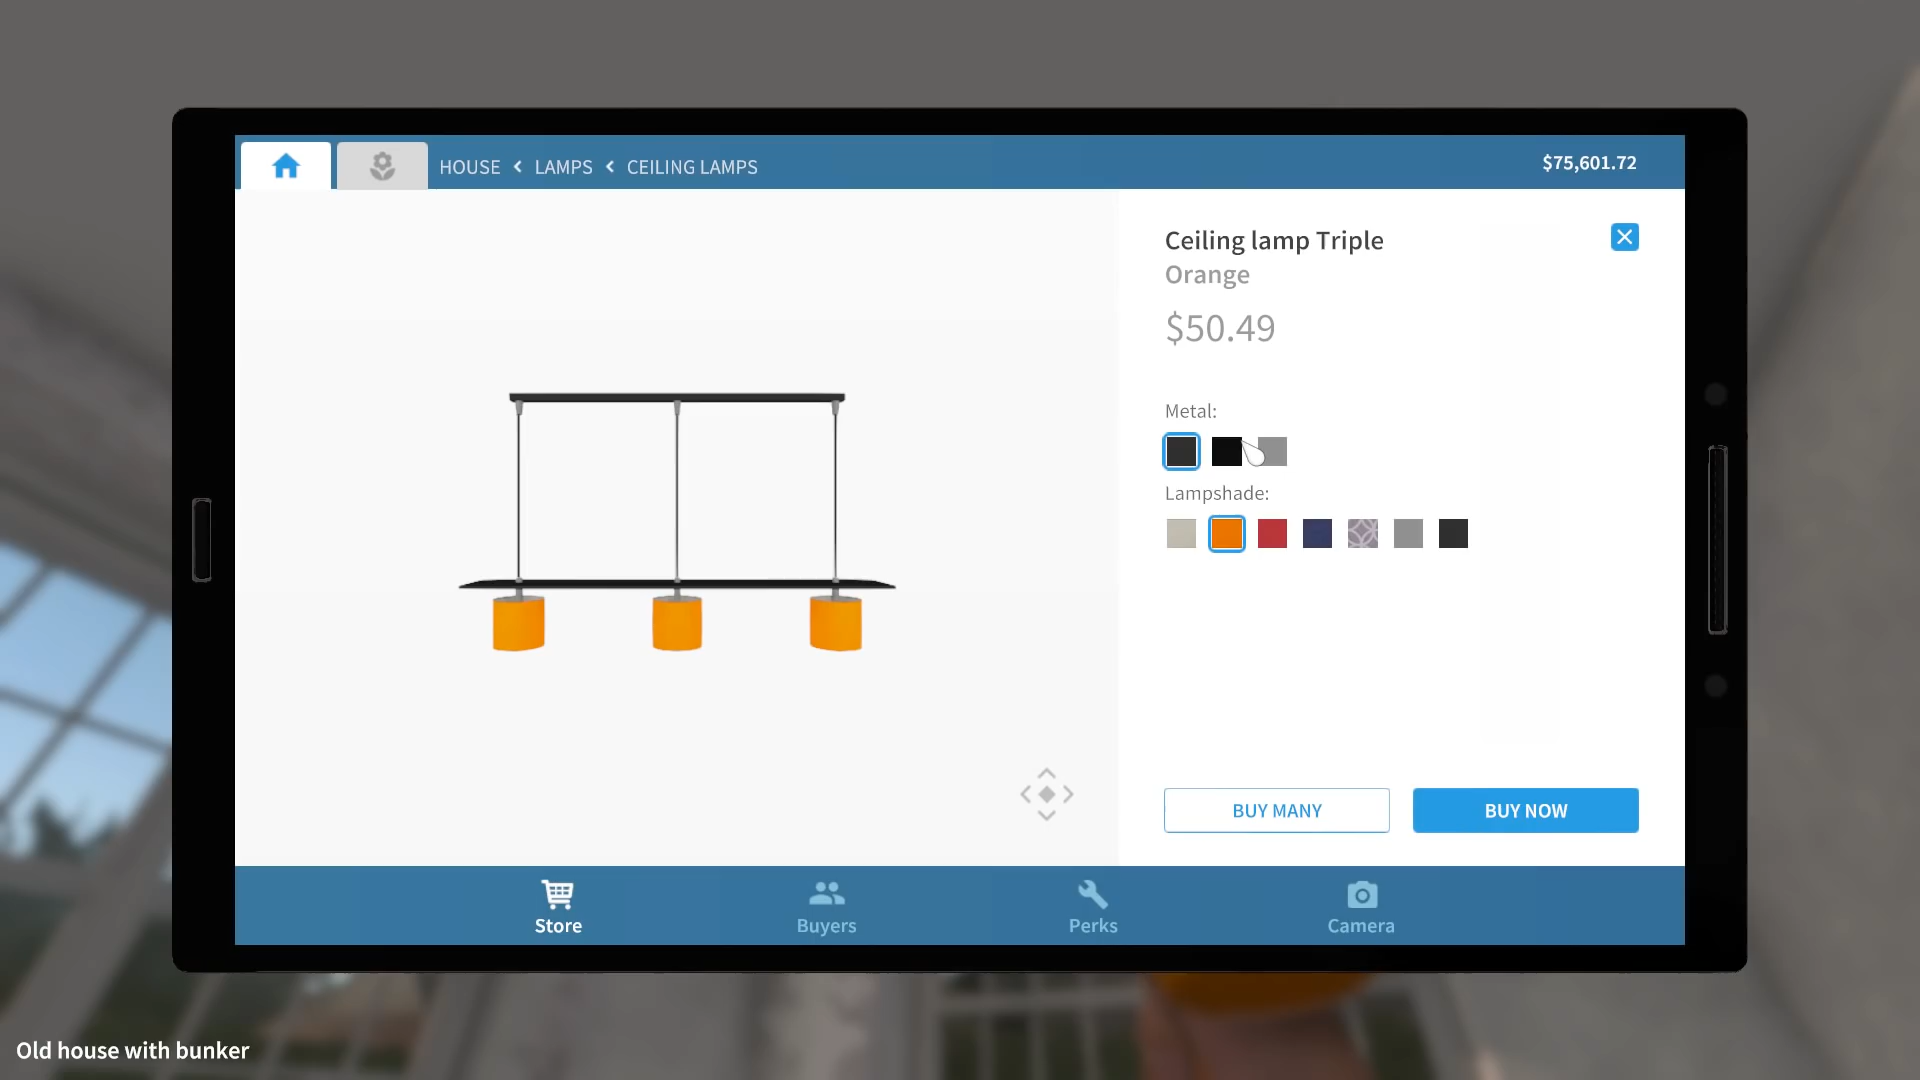 HOUSE < LAMPS < CEILING LAMPS
$75,601.72
Ceiling lamp Triple
Orange
$50.49
Metal:
Lampshade:
BUY MANY
BUY NOW
Store
Buyers
Perks
Camera
Old house with bunker